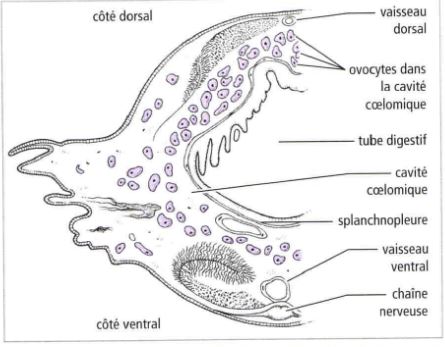 côté dorsal
vaisseau
dorsal
ovocytes dans
la cavité
cœlomique
tube digestif
cavité
cœlomique
splanchnopleure
vaisseau
ventral
chaîne
nerveuse
côté ventral